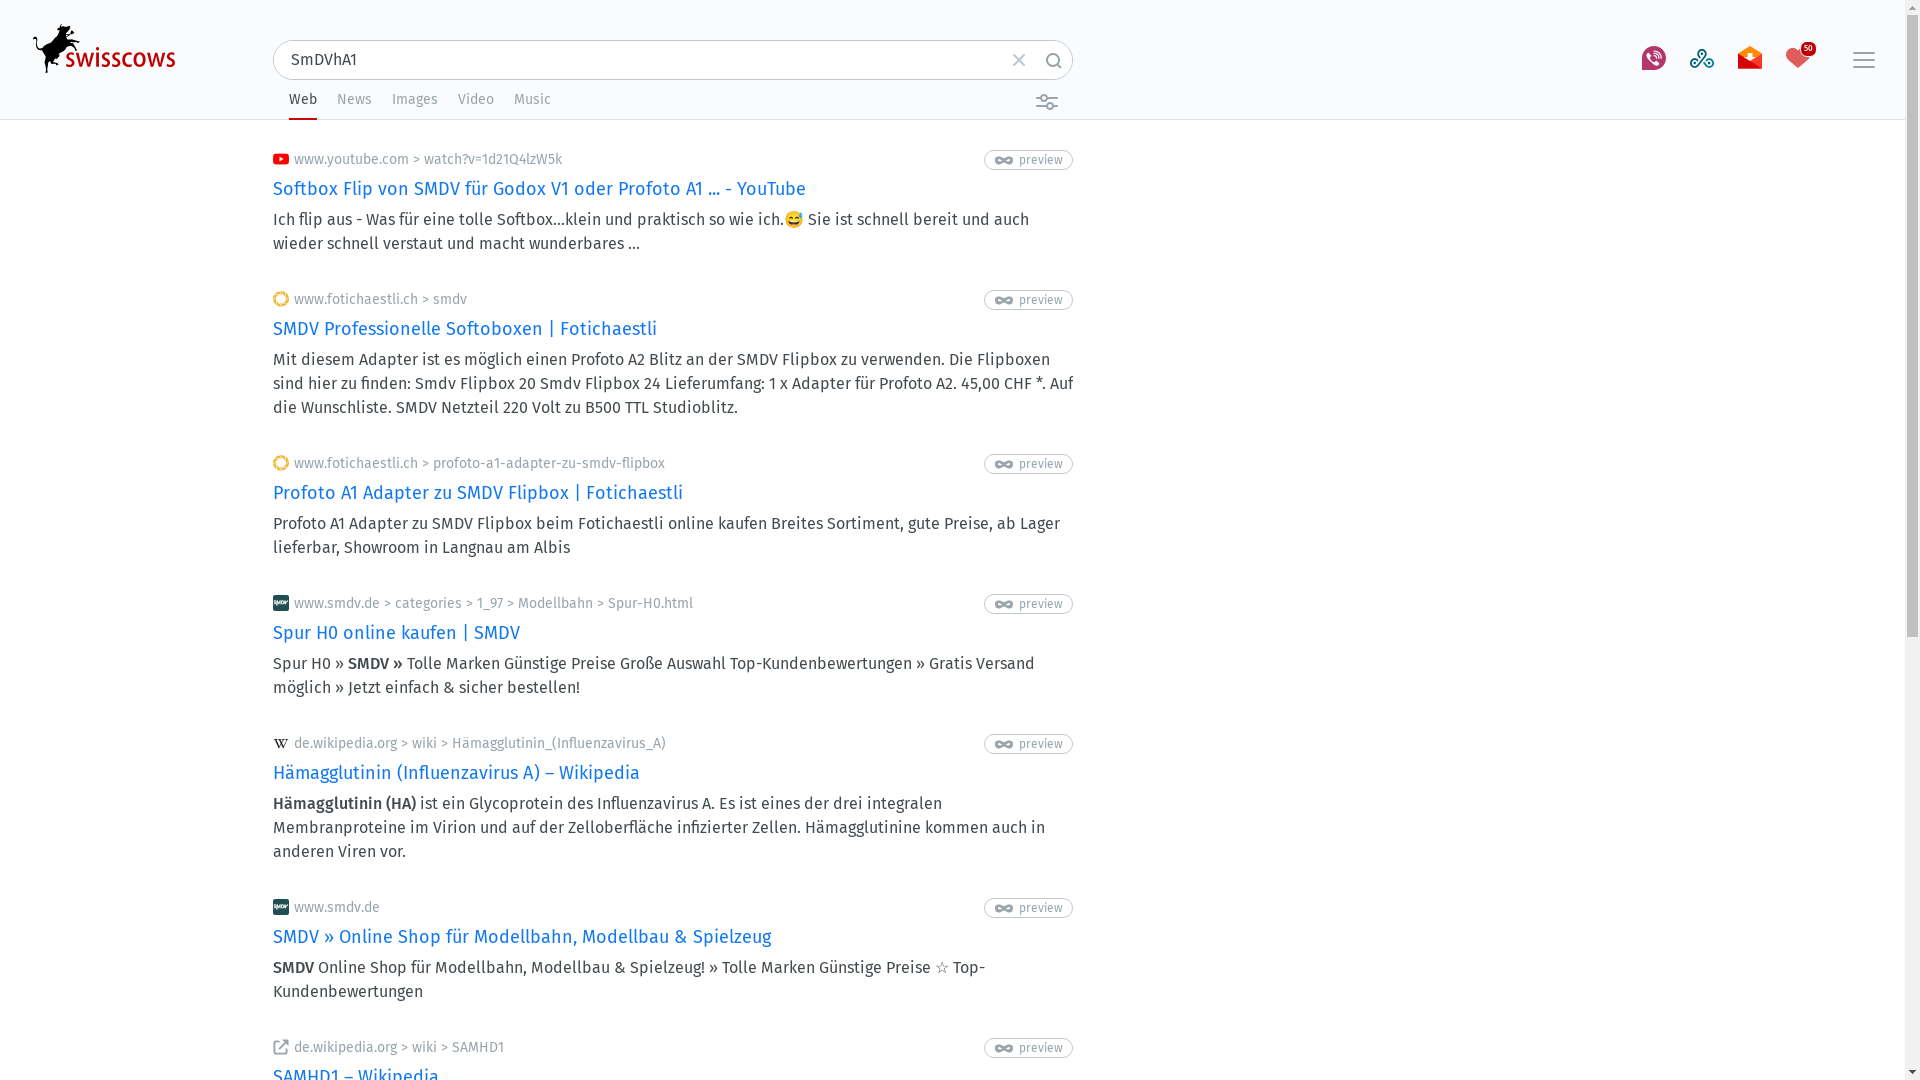 swisscows
SmDVhA1
50
Web News Images Video Music
www.youtube.com > watch?v=1d21Q4lzW5k
preview
Softbox Flip von SMDV für Godox V1 oder Profoto A1 ... - YouTube
Ich flip aus - Was für eine tolle Softbox...klein und praktisch so wie ich.😅 Sie ist schnell bereit und auch
wieder schnell verstaut und macht wunderbares ...
www.fotichaestli.ch > smdv
preview
SMDV Professionelle Softoboxen | Fotichaestli
Mit diesem Adapter ist es möglich einen Profoto A2 Blitz an der SMDV Flipbox zu verwenden. Die Flipboxen
sind hier zu finden: Smdv Flipbox 20 Smdv Flipbox 24 Lieferumfang: 1 x Adapter für Profoto A2. 45,00 CHF *. Auf
die Wunschliste. SMDV Netzteil 220 Volt zu B500 TTL Studioblitz.
www.fotichaestli.ch > profoto-a1-adapter-zu-smdv-flipbox
preview
Profoto A1 Adapter zu SMDV Flipbox | Fotichaestli
Profoto A1 Adapter zu SMDV Flipbox beim Fotichaestli online kaufen Breites Sortiment, gute Preise, ab Lager
lieferbar, Showroom in Langnau am Albis
www.smdv.de > categories > 1_97 > Modellbahn > Spur-H0.html
preview
Spur H0 online kaufen | SMDV
Spur H0 » SMDV » Tolle Marken Günstige Preise Große Auswahl Top-Kundenbewertungen » Gratis Versand
möglich » Jetzt einfach & sicher bestellen!
de.wikipedia.org > wiki > Hämagglutinin_(Influenzavirus_A)
preview
Hämagglutinin (Influenzavirus A) – Wikipedia
Hämagglutinin (HA) ist ein Glycoprotein des Influenzavirus A. Es ist eines der drei integralen
Membranproteine im Virion und auf der Zelloberfläche infizierter Zellen. Hämagglutinine kommen auch in
anderen Viren vor.
www.smdv.de
preview
SMDV » Online Shop für Modellbahn, Modellbau & Spielzeug
SMDV Online Shop für Modellbahn, Modellbau & Spielzeug! » Tolle Marken Günstige Preise ☆ Top-
Kundenbewertungen
de.wikipedia.org > wiki > SAMHD1
preview
SAMHD1 – Wikipedia